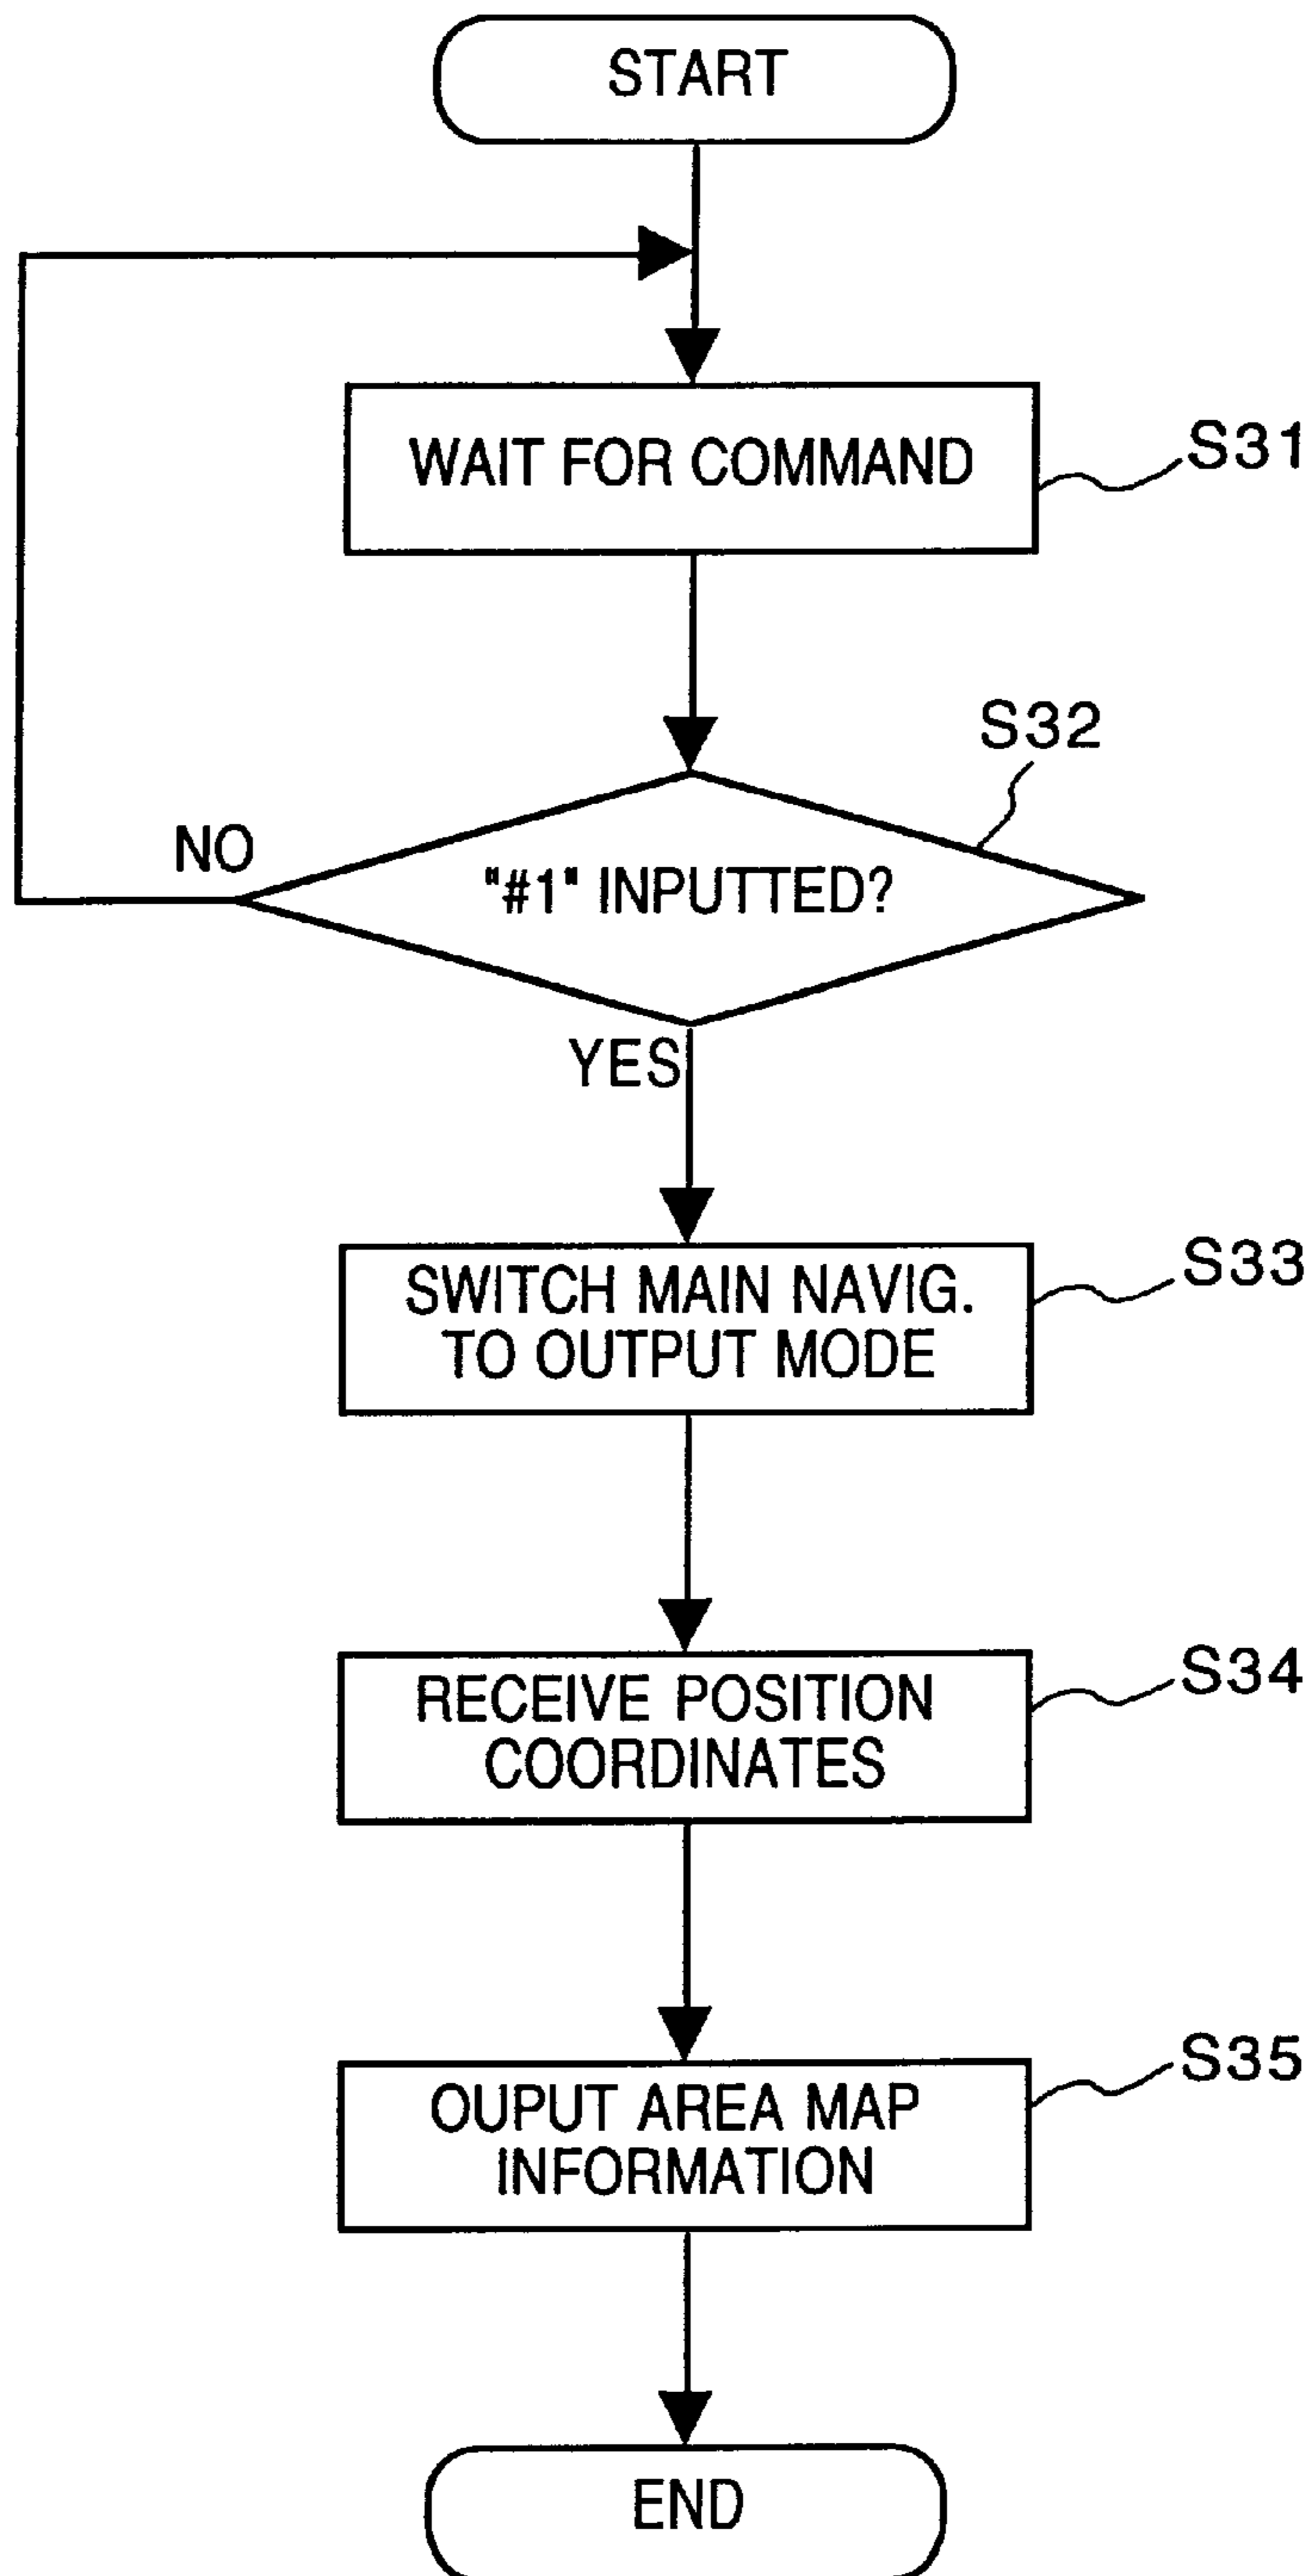 START
WAIT FOR COMMAND
S31
S32
NO
"#1" INPUTTED?
YES
SWITCH MAIN NAVIG.
TO OUTPUT MODE
S33
RECEIVE POSITION
COORDINATES
S34
OUPUT AREA MAP
INFORMATION
S35
END